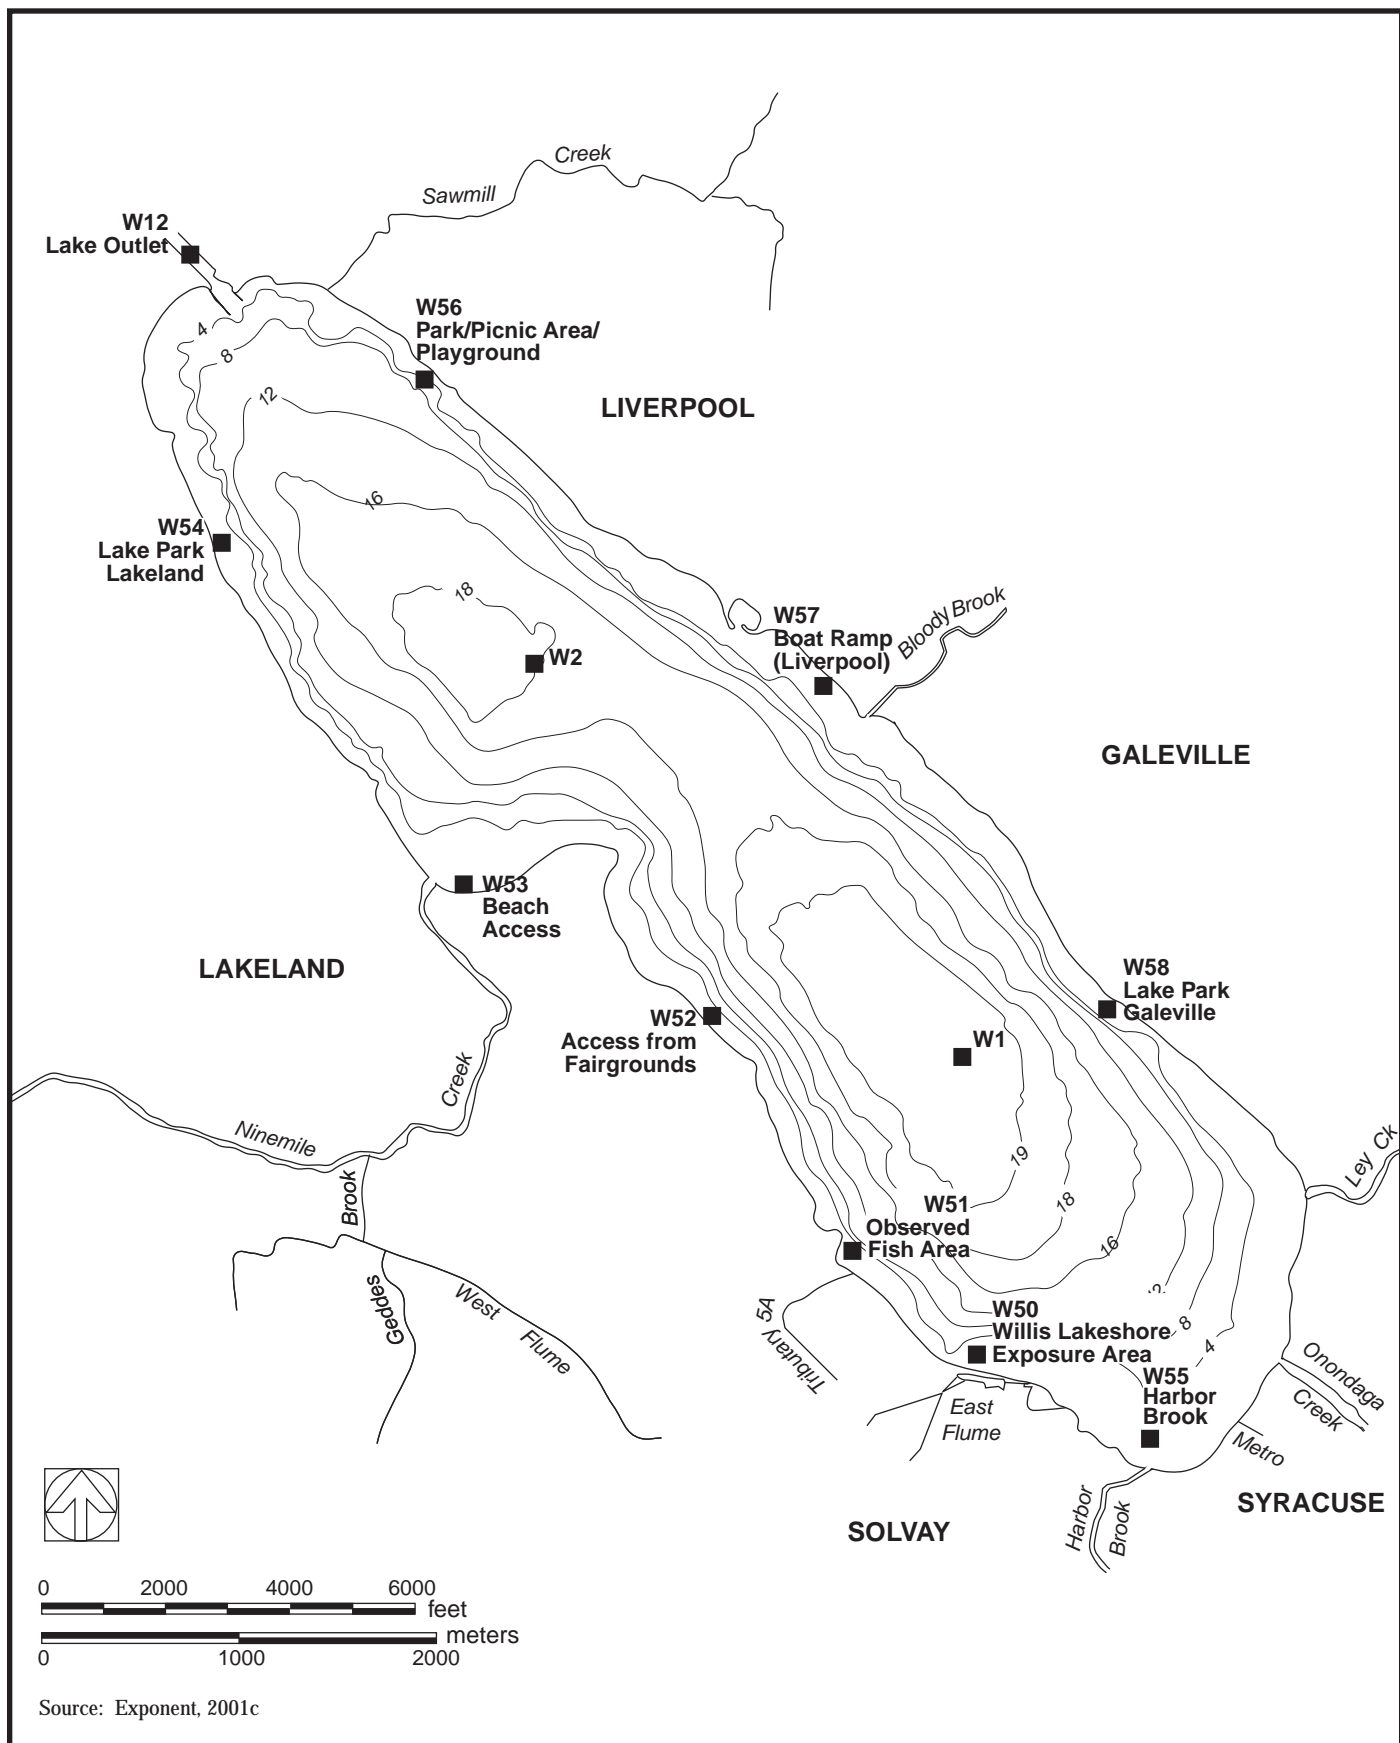 Creek
Sawmill
W12
Lake Outlet
W56
Park/Picnic Area/
Playground
4
8
12
LIVERPOOL
16
W54
Lake Park
Lakeland
18
W2
W57
Boat Ramp
(Liverpool)
Bloody Brook
GALEVILLE
W53
Beach
Access
LAKELAND
W58
Lake Park
Galeville
W52
Access from
Fairgrounds
W1
Creek
Ninemile
Brook
Geddes
West
Flume
19
18
16
Ley Ck
W51
Observed
Fish Area
Tributary 5A
W50
Willis Lakeshore
Exposure Area
8
4
W55
Harbor
Brook
East
Flume
Onondaga
Creek
Metro
SYRACUSE
SOLVAY
Harbor
Brook
0 2000 4000 6000
feet
meters
0 1000 2000
Source: Exponent, 2001c